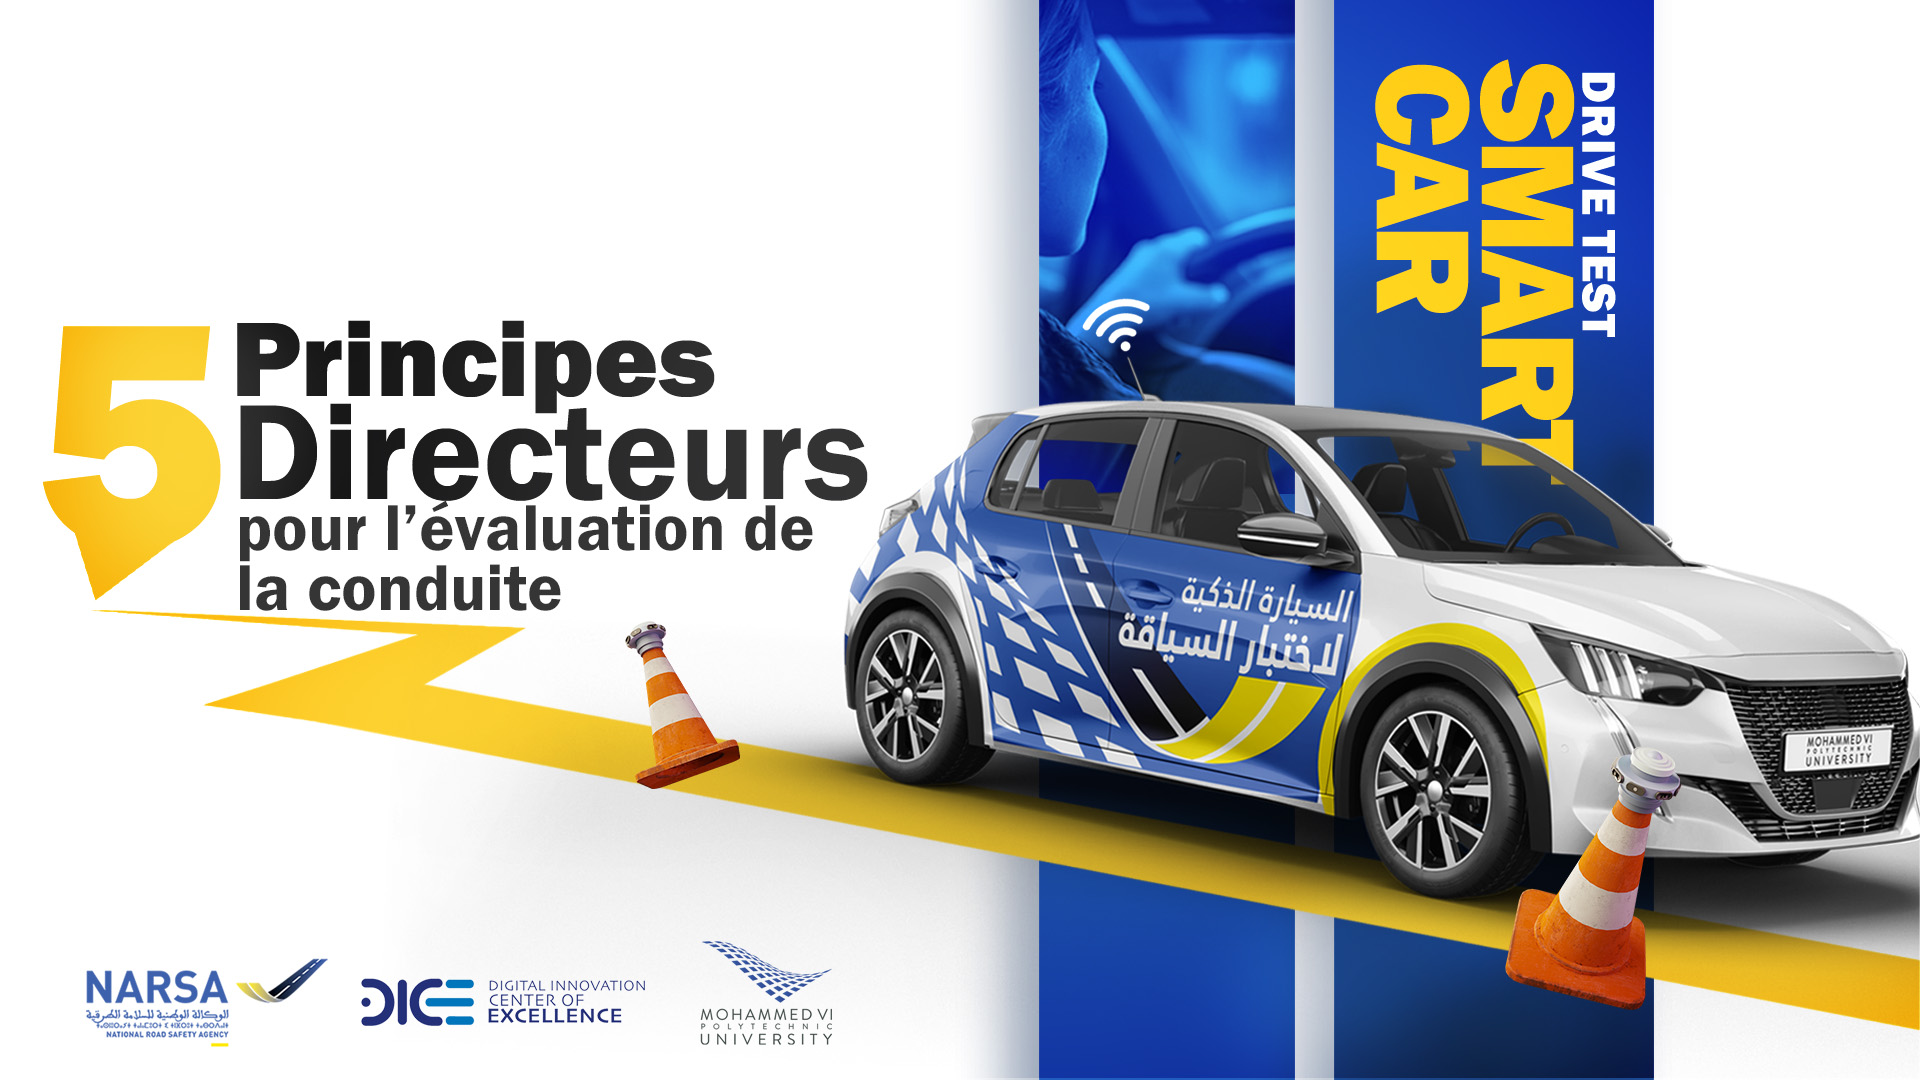 5 Principes
Directeurs
pour l'évaluation de
la conduite
DRIVE TEST
SMART
CAR
السيارة الذكية
لاختبار السياقة
MOHAMMED VI
POLYTECHNIC
UNIVERSITY
NARSA
الوكالة الوطنية للسلامة الطرقية
NATIONAL ROAD SAFETY AGENCY
DICE
DIGITAL INNOVATION
CENTER OF
EXCELLENCE
MOHAMMED VI
POLYTECHNIC
UNIVERSITY